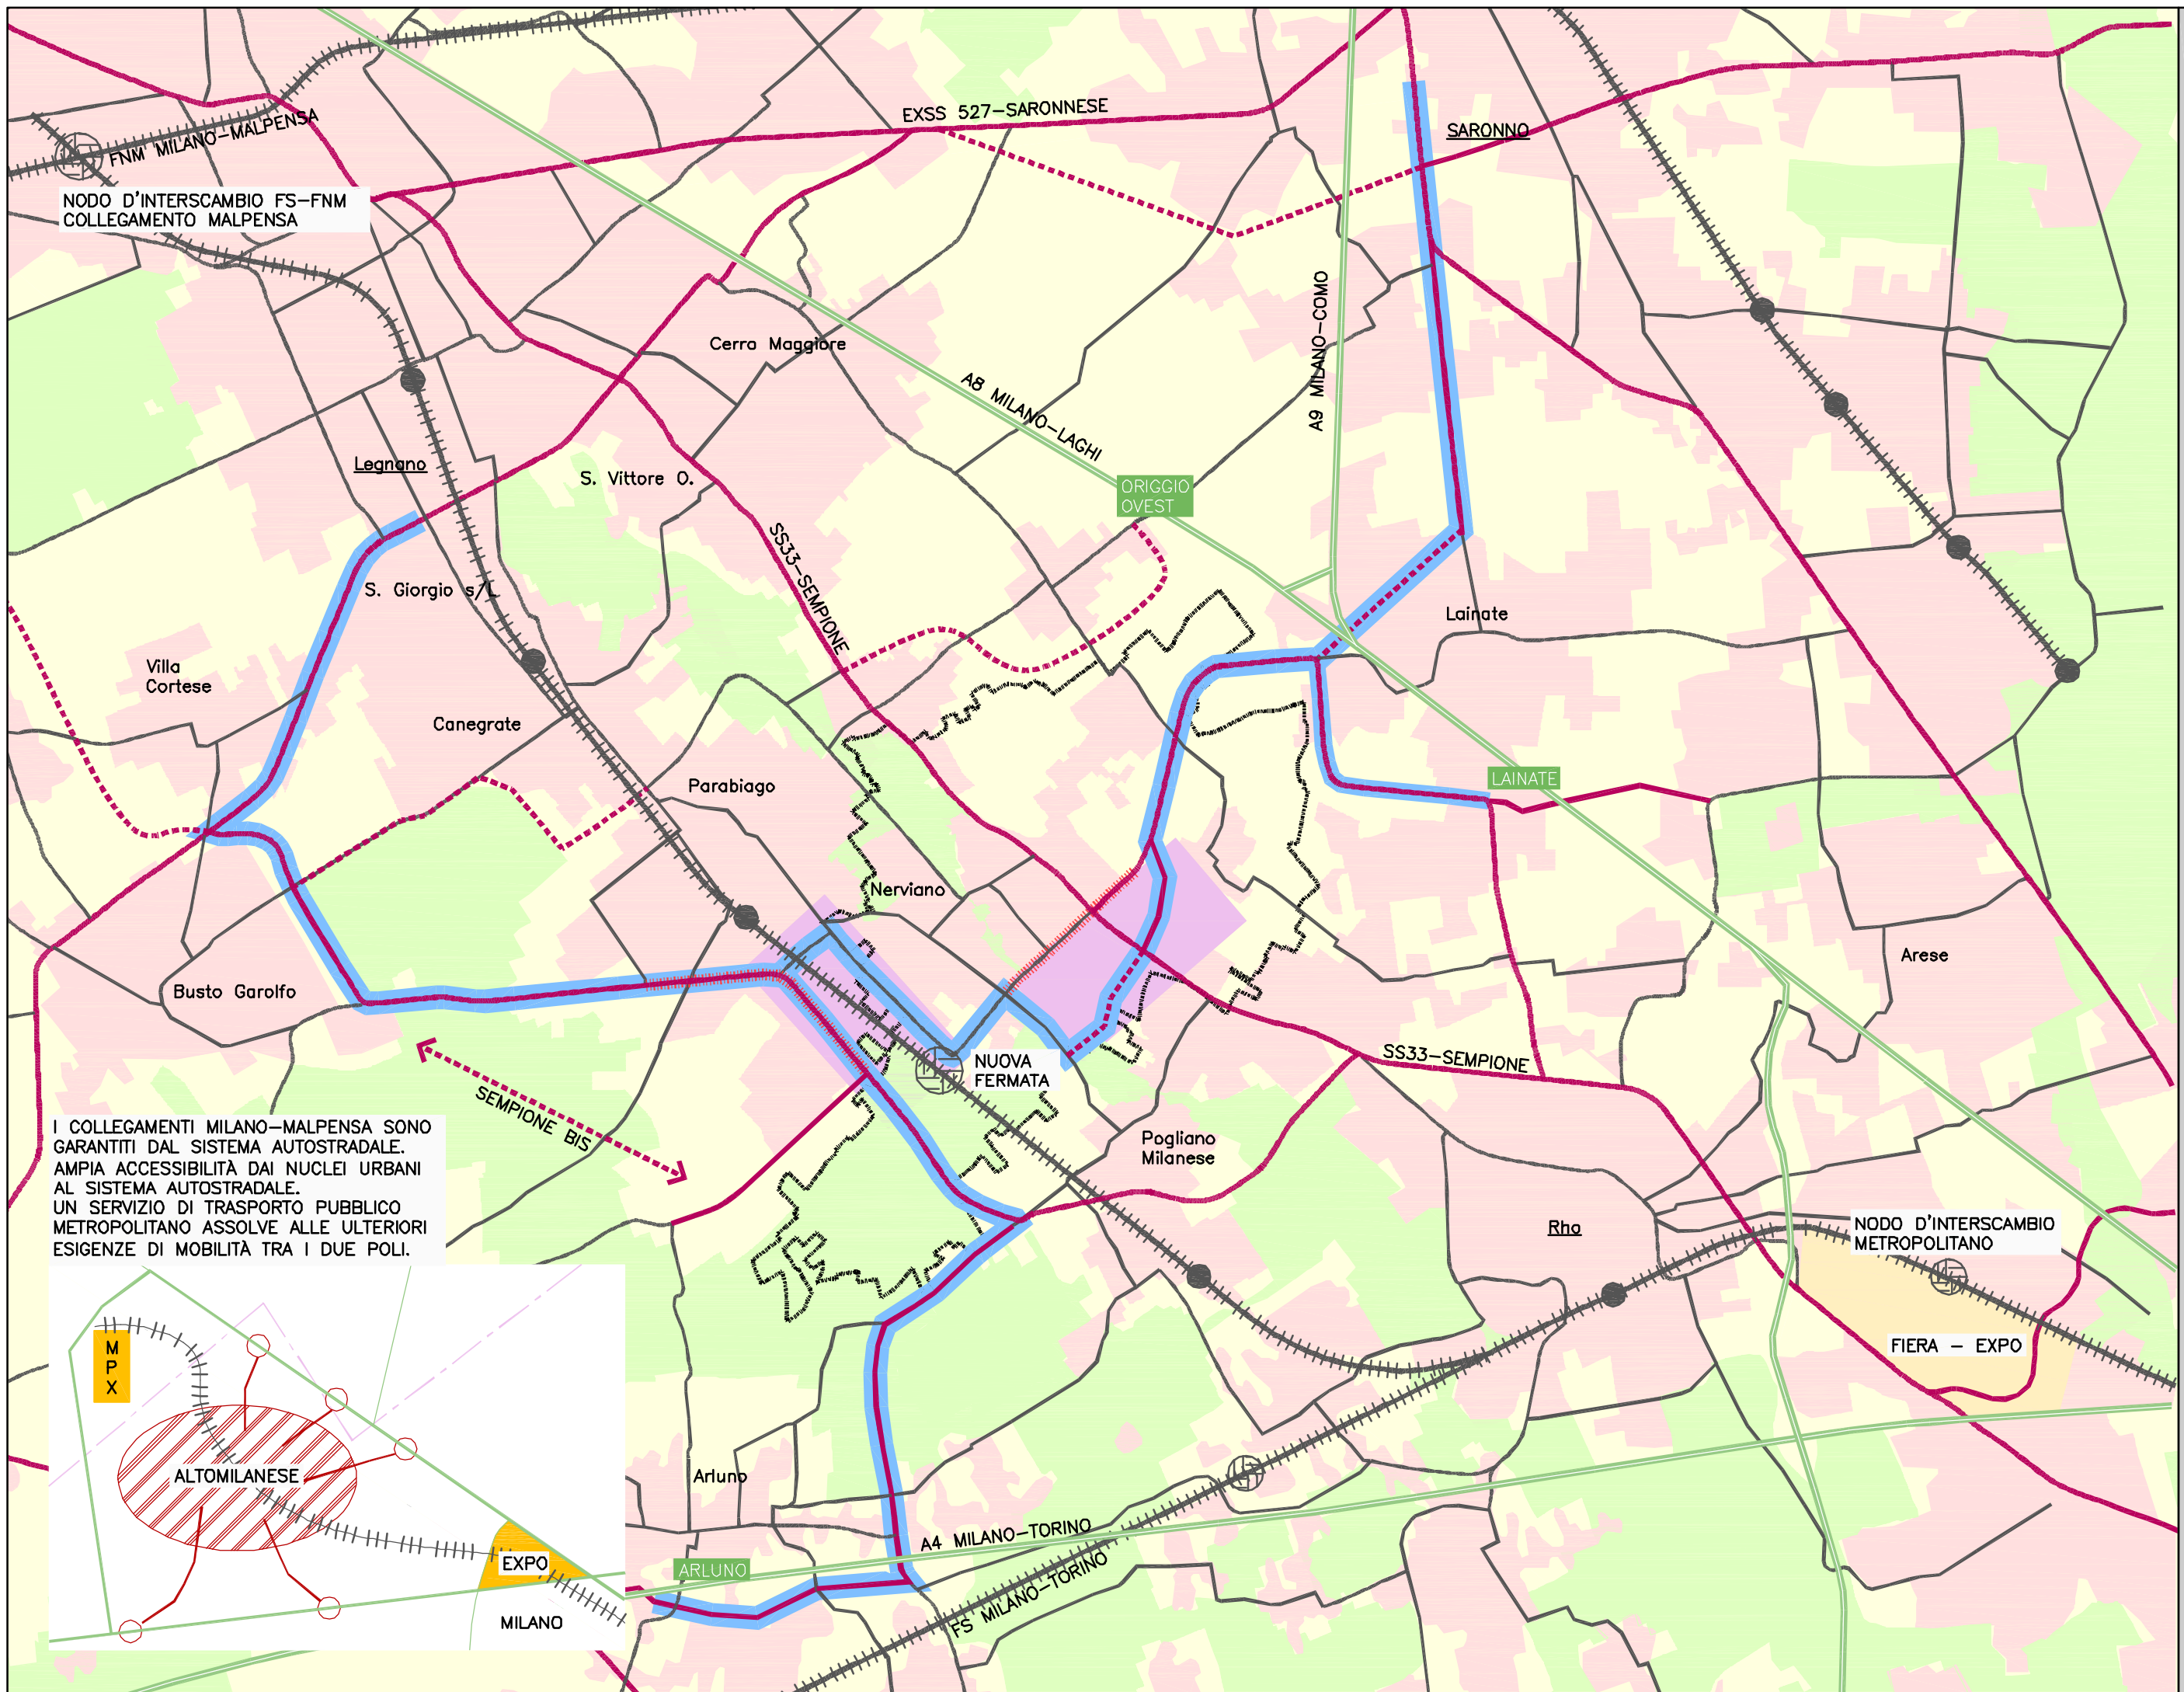 EXSS 527-SARONNESE
SARONNO
FNM MILANO-MALPENSA
NODO D'INTERSCAMBIO FS-FNM
COLLEGAMENTO MALPENSA
Cerro Maggiore
A8 MILANO-LAGHI
A9 MILANO-COMO
Legnano
S. Vittore O.
ORIGGIO
OVEST
SS33-SEMPIONE
S. Giorgio s/L
Lainate
Villa
Cortese
Canegrate
Parabiago
LAINATE
Nerviano
Arese
Busto Garolfo
NUOVA
FERMATA
SS33-SEMPIONE
SEMPIONE BIS
Pogliano
Milanese
I COLLEGAMENTI MILANO-MALPENSA SONO
GARANTITI DAL SISTEMA AUTOSTRADALE.
AMPIA ACCESSIBILITÀ DAI NUCLEI URBANI
AL SISTEMA AUTOSTRADALE.
UN SERVIZIO DI TRASPORTO PUBBLICO
METROPOLITANO ASSOLVE ALLE ULTERIORI
ESIGENZE DI MOBILITÀ TRA I DUE POLI.
Rho
NODO D'INTERSCAMBIO
METROPOLITANO
FIERA - EXPO
M
P
X
ALTOMILANESE
EXPO
MILANO
Arluno
ARLUNO
A4 MILANO-TORINO
FS MILANO-TORINO